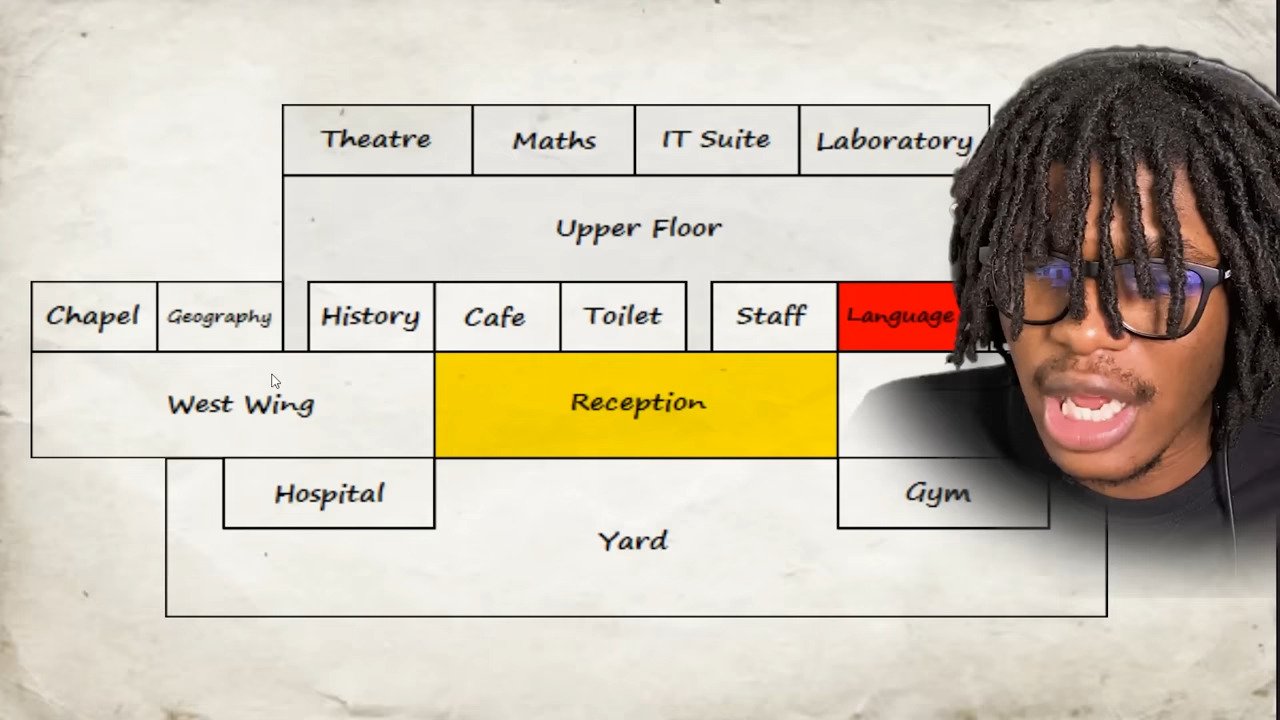 Theatre
Maths
IT Suite
Laboratory
Upper Floor
Chapel
Geography
History
Cafe
Toilet
Staff
Language
West Wing
Reception
Hospital
Gym
Yard